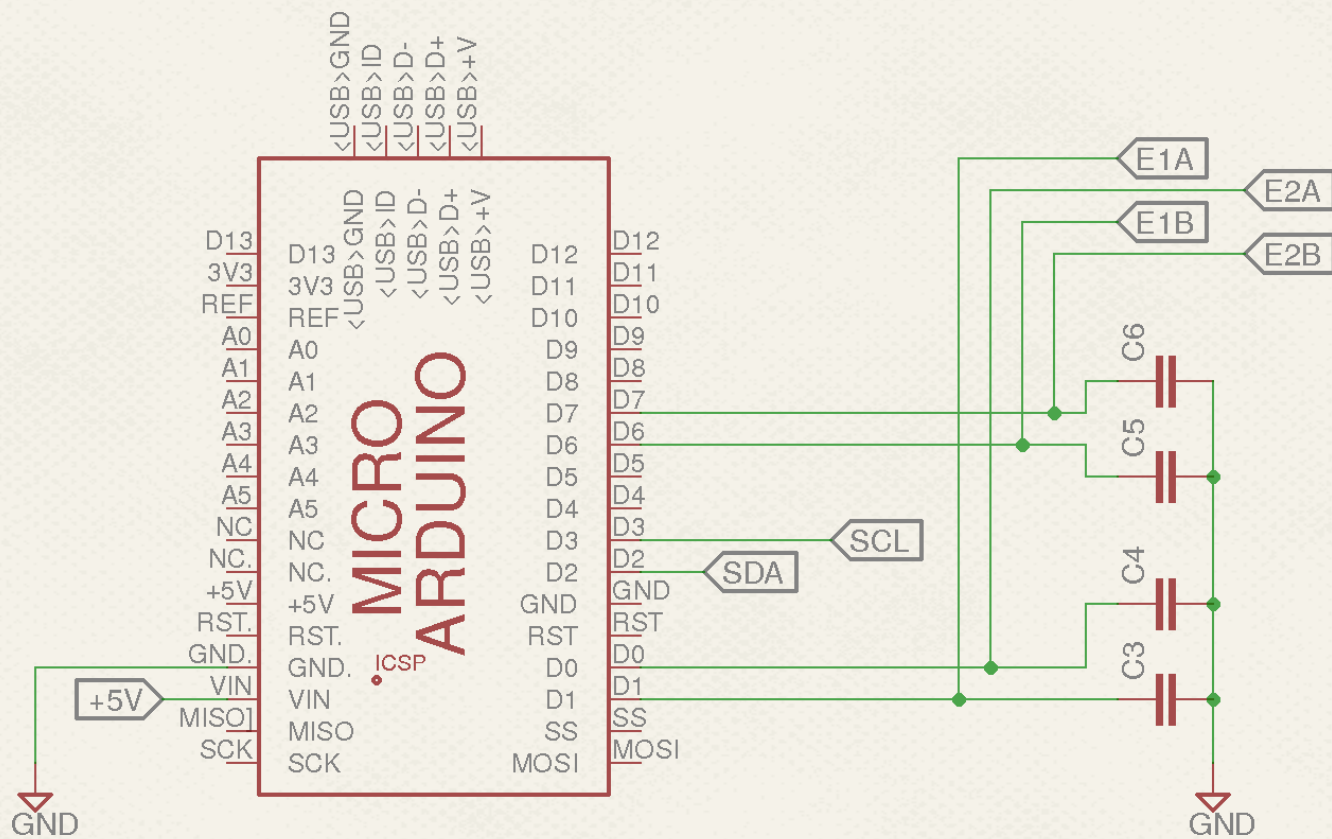 <USB>GND
<USB>ID
<USB>D-
<USB>D+
<USB>+V
<USB>GND
<USB>ID
<USB>D-
<USB>D+
<USB>+V
D13
3V3
REF
A0
A1
A2
A3
A4
A5
NC
NC.
+5V
RST.
GND.
VIN
MISO]
SCK
D13
3V3
REF
A0
A1
A2
A3
A4
A5
NC
NC.
+5V
RST.
GND.
VIN
MISO
SCK
MICRO
ARDUINO
ICSP
D12
D11
D10
D9
D8
D7
D6
D5
D4
D3
D2
GND
RST
D0
D1
SS
MOSI
D12
D11
D10
D9
D8
D7
D6
D5
D4
D3
D2
GND
RST
D0
D1
SS
MOSI
+5V
GND
SCL
SDA
E1A
E2A
E1B
E2B
C6
C5
C4
C3
GND